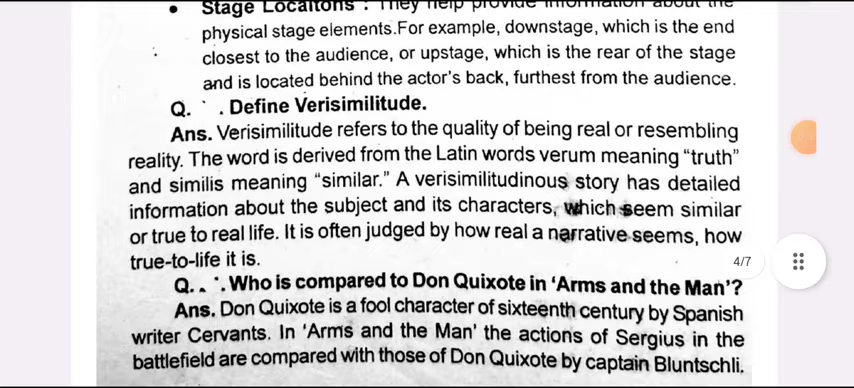 • Stage Locaitons : They help provide information about the
physical stage elements.For example, downstage, which is the end
closest to the audience, or upstage, which is the rear of the stage
and is located behind the actor's back, furthest from the audience.
Q. . Define Verisimilitude.
Ans. Verisimilitude refers to the quality of being real or resembling
reality. The word is derived from the Latin words verum meaning "truth"
and similis meaning "similar." A verisimilitudinous story has detailed
information about the subject and its characters, which seem similar
or true to real life. It is often judged by how real a narrative seems, how
true-to-life it is.
4/7
Q. . Who is compared to Don Quixote in 'Arms and the Man'?
Ans. Don Quixote is a fool character of sixteenth century by Spanish
writer Cervants. In 'Arms and the Man' the actions of Sergius in the
battlefield are compared with those of Don Quixote by captain Bluntschli.